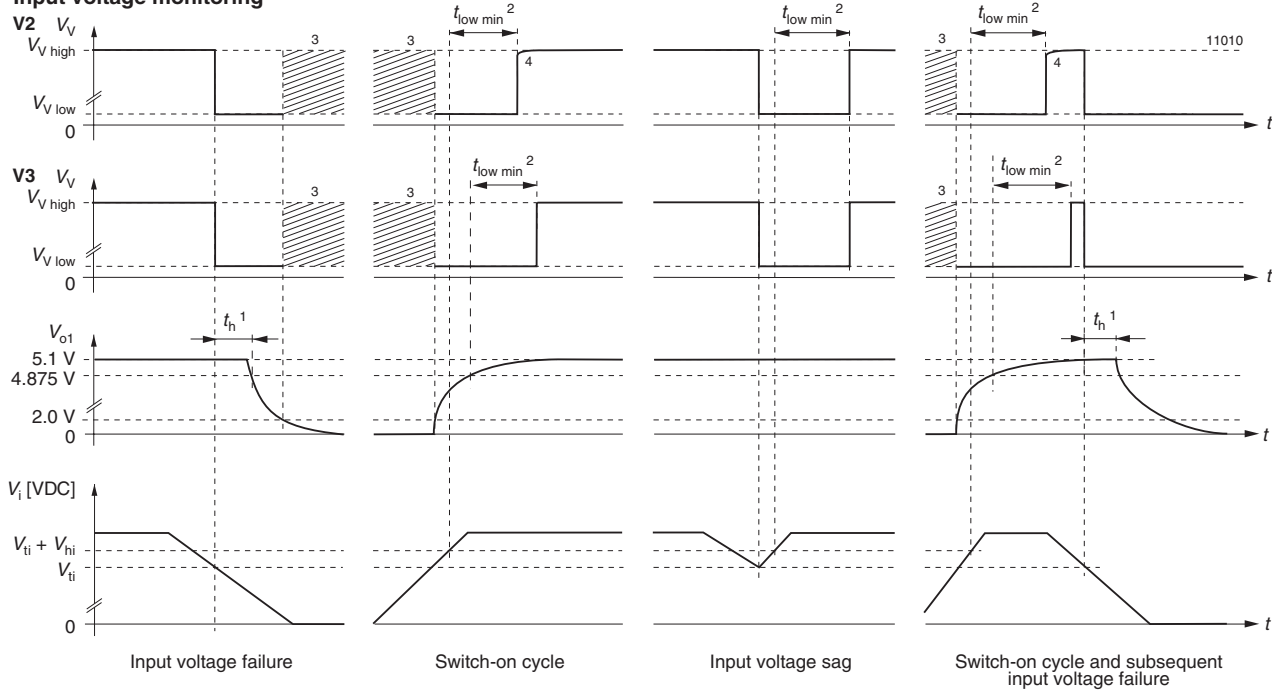 Input voltage monitoring
V2 V_V
t_low min 2
t_low min 2
t_low min 2
3
3
3
11010
V_V high
4
4
V_V low
0
t
V3 V_V
t_low min 2
t_low min 2
3
3
3
V_V high
V_V low
0
t
V_o1
t_h 1
t_h 1
5.1 V
4.875 V
2.0 V
0
t
V_i [VDC]
V_ti + V_hi
V_ti
0
t
Input voltage failure
Switch-on cycle
Input voltage sag
Switch-on cycle and subsequent
input voltage failure